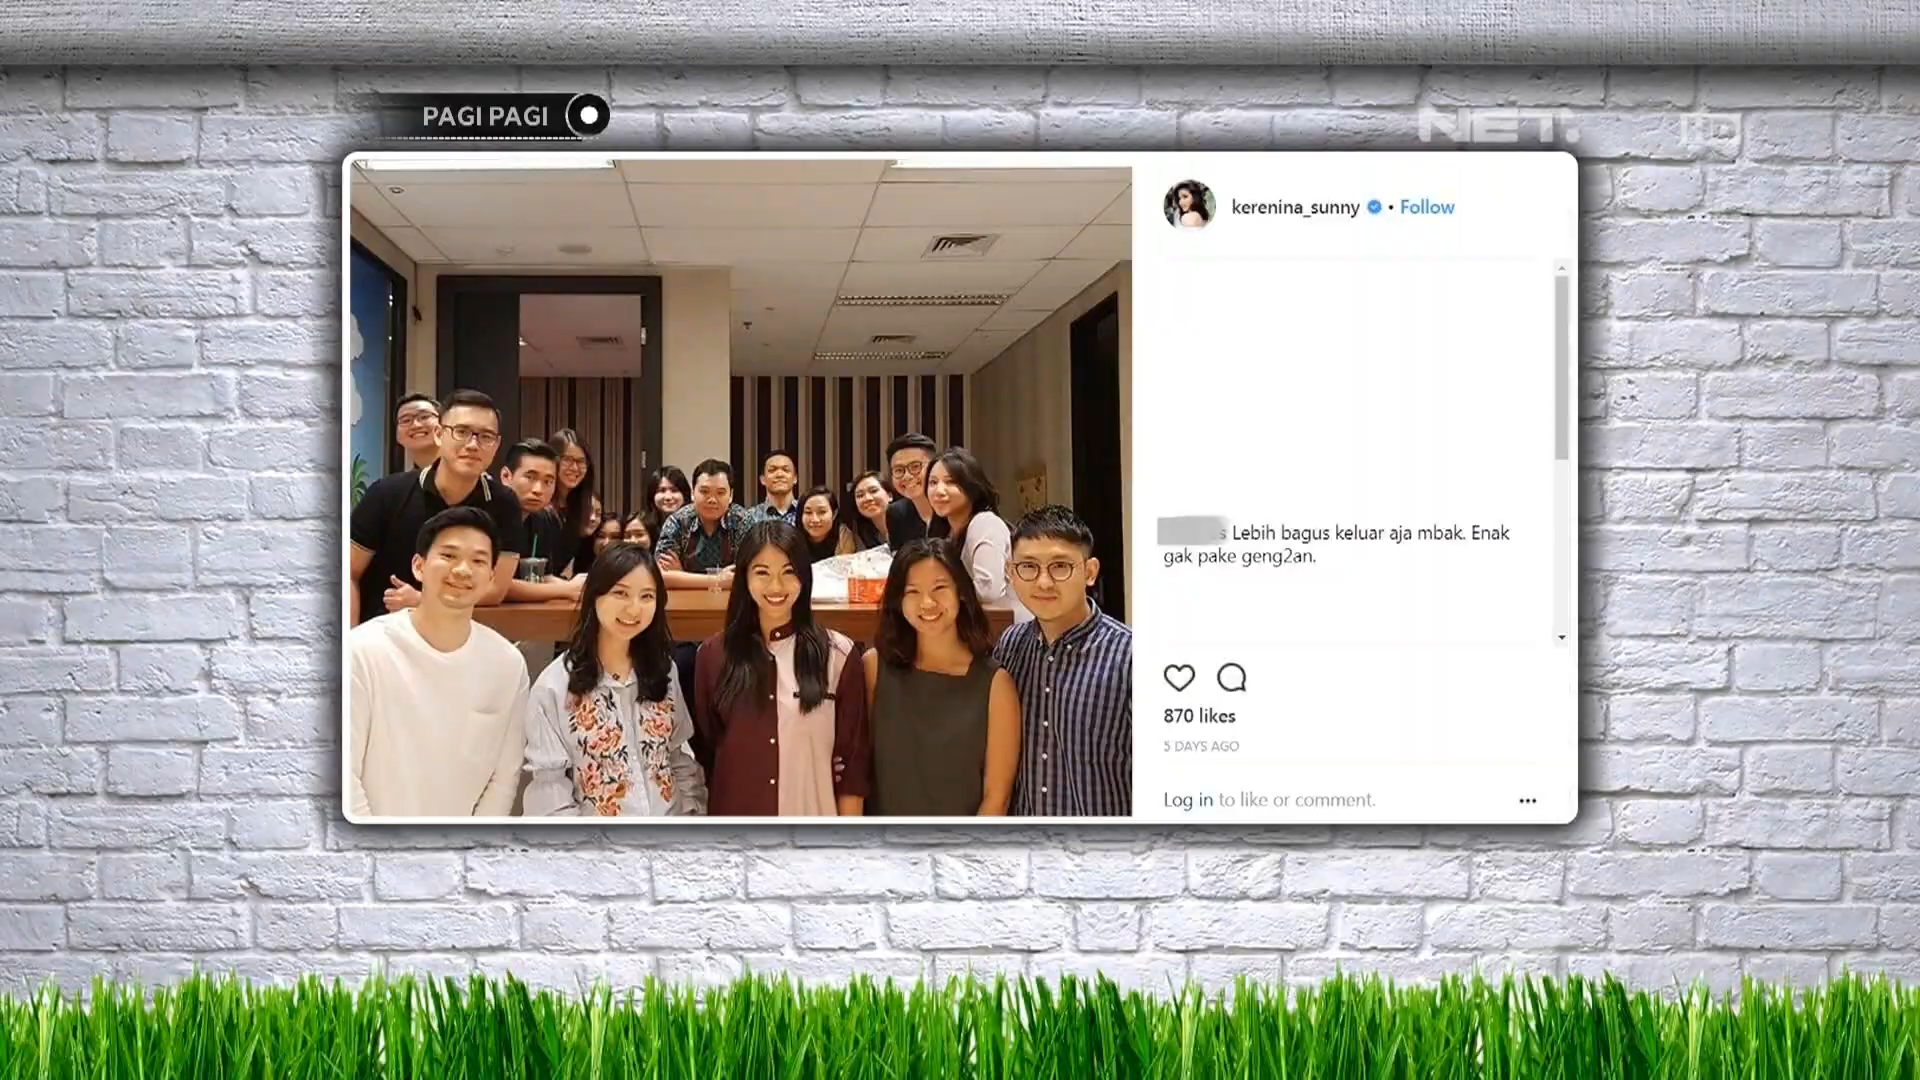 PAGI PAGI
NET.
HD
kerenina_sunny • Follow
Lebih bagus keluar aja mbak. Enak
gak pake geng2an.
870 likes
5 DAYS AGO
Log in to like or comment.